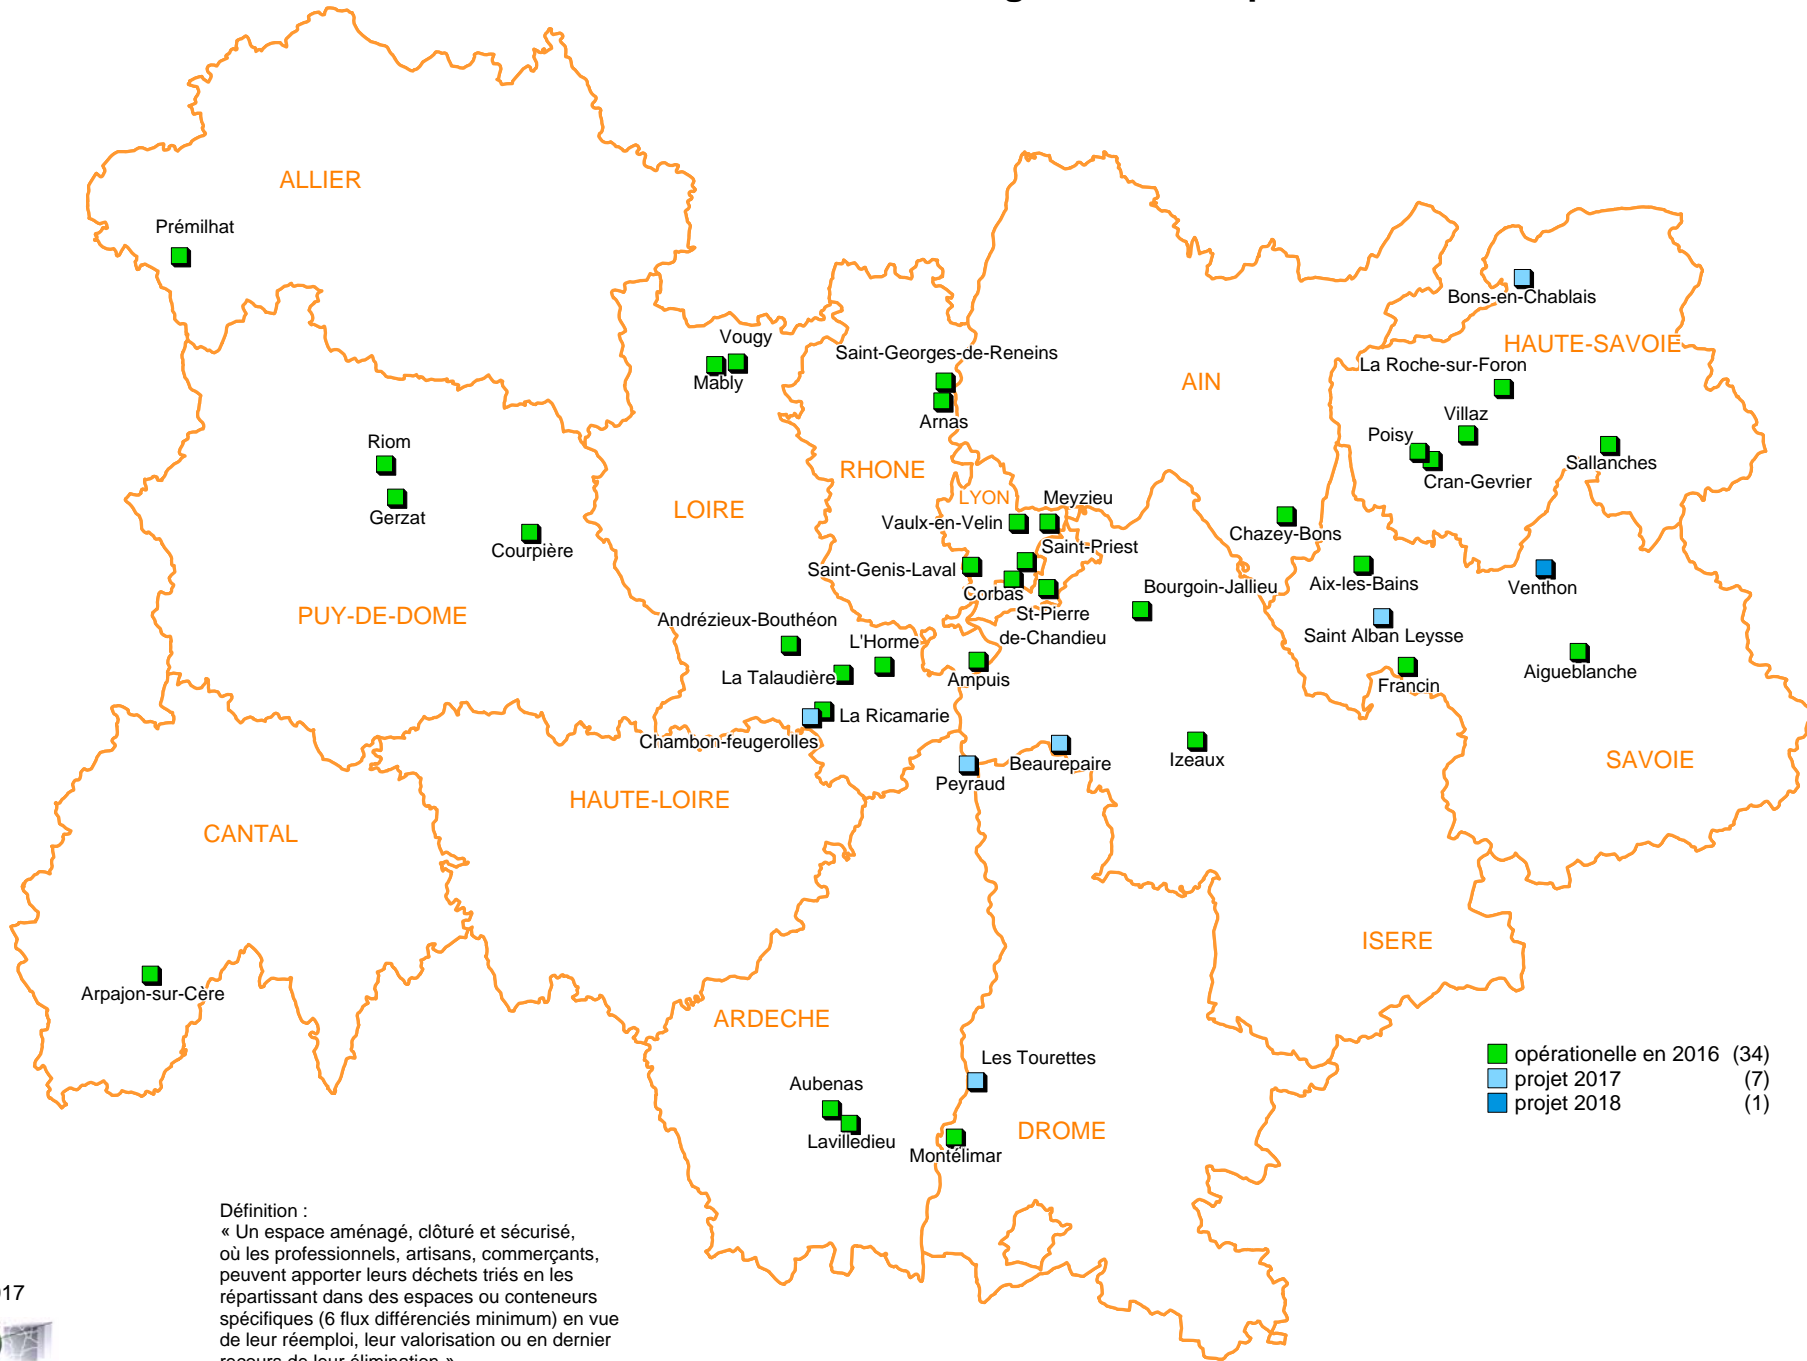 ALLIER
Prémilhat
Bons-en-Chablais
Vougy
HAUTE-SAVOIE
Saint-Georges-de-Reneins
La Roche-sur-Foron
Mably
AIN
Arnas
Villaz
Riom
Poisy
RHONE
Sallanches
Cran-Gevrier
LYON
Meyzieu
LOIRE
Gerzat
Vaulx-en-Velin
Chazey-Bons
Courpière
Saint-Priest
Saint-Genis-Laval
Aix-les-Bains
Bourgoin-Jallieu
Venthon
Corbas
St-Pierre
de-Chandieu
PUY-DE-DOME
Andrézieux-Bouthéon
Saint Alban Leysse
L'Horme
Aigueblanche
La Talaudière
Ampuis
Francin
La Ricamarie
Chambon-feugerolles
Beaurepaire
Izeaux
SAVOIE
Peyraud
HAUTE-LOIRE
CANTAL
ISERE
Arpajon-sur-Cère
ARDECHE
Les Tourettes
opérationelle en 2016 (34)
projet 2017 (7)
projet 2018 (1)
Aubenas
DROME
Lavilledieu
Montélimar
Définition :
« Un espace aménagé, clôturé et sécurisé,
où les professionnels, artisans, commerçants,
peuvent apporter leurs déchets triés en les
répartissant dans des espaces ou conteneurs
spécifiques (6 flux différenciés minimum) en vue
de leur réemploi, leur valorisation ou en dernier
recours de leur élimination »
17